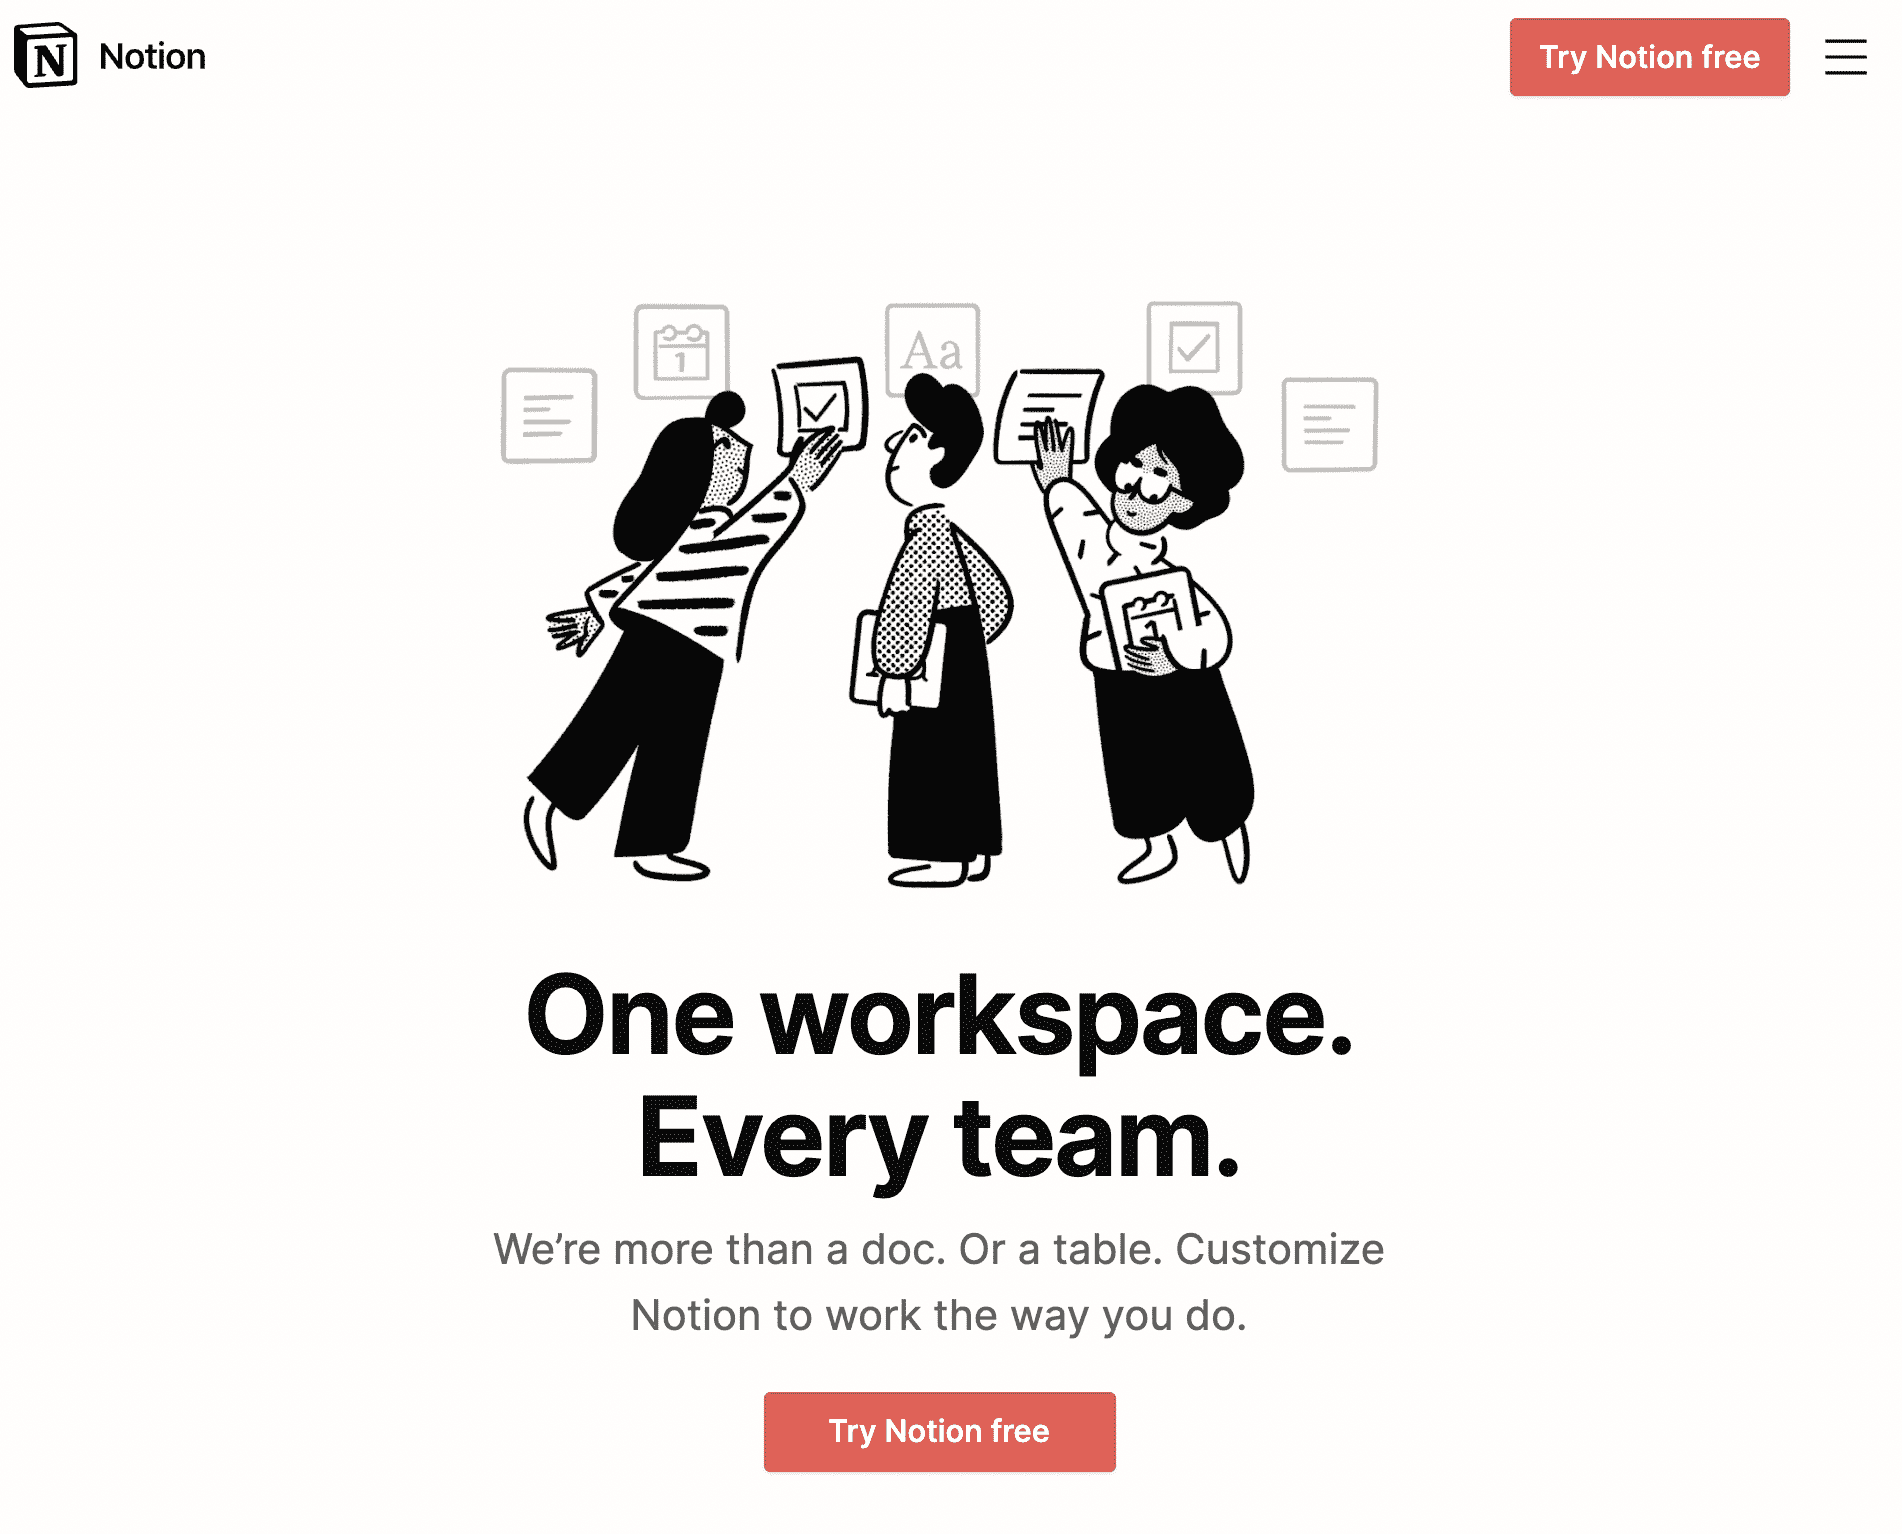 N
Notion
Try Notion free
1
Aa
1
One workspace.
Every team.
We’re more than a doc. Or a table. Customize
Notion to work the way you do.
Try Notion free